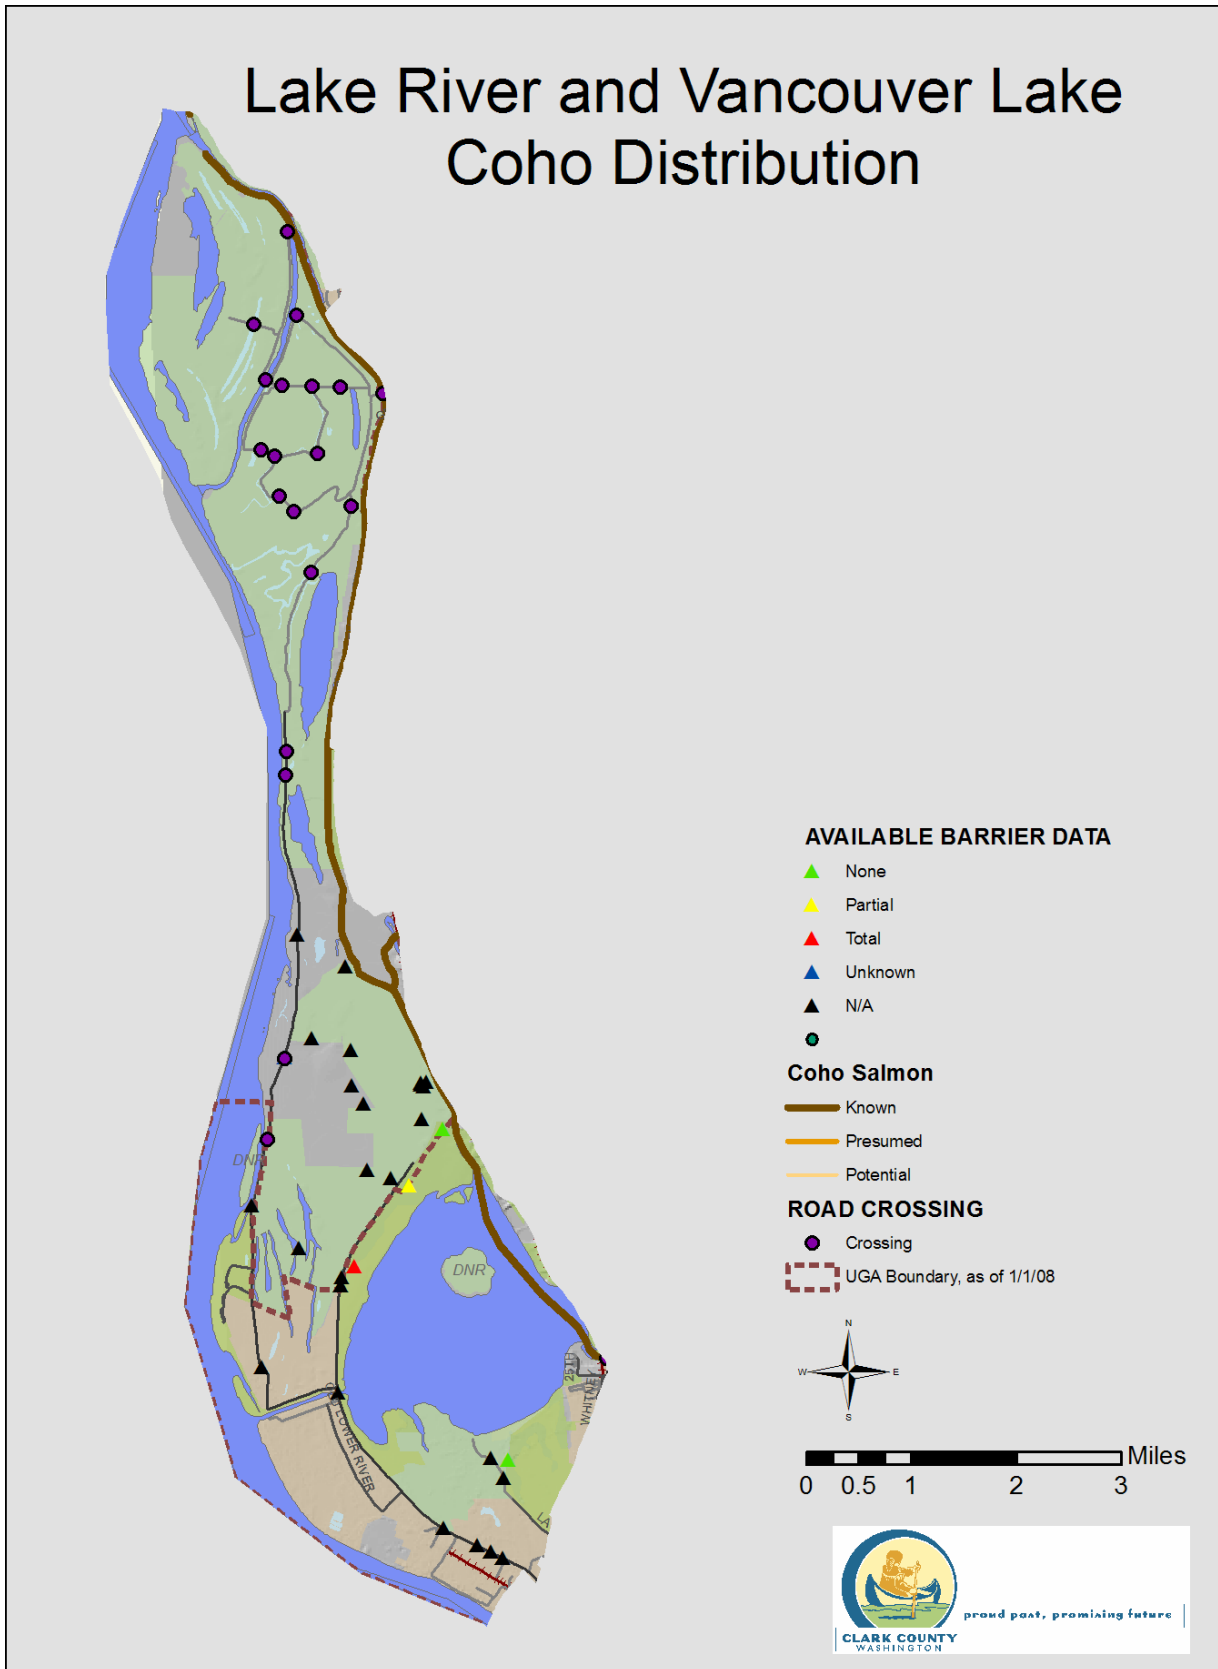 Lake River and Vancouver Lake
Coho Distribution
AVAILABLE BARRIER DATA
None
Partial
Total
Unknown
N/A
Coho Salmon
Known
Presumed
Potential
ROAD CROSSING
Crossing
UGA Boundary, as of 1/1/08
DNR
DNR
25TH
WHITNEY
LOWER RIVER
LA
N
W
E
S
Miles
0 0.5 1 2 3
proud past, promising future
CLARK COUNTY
WASHINGTON